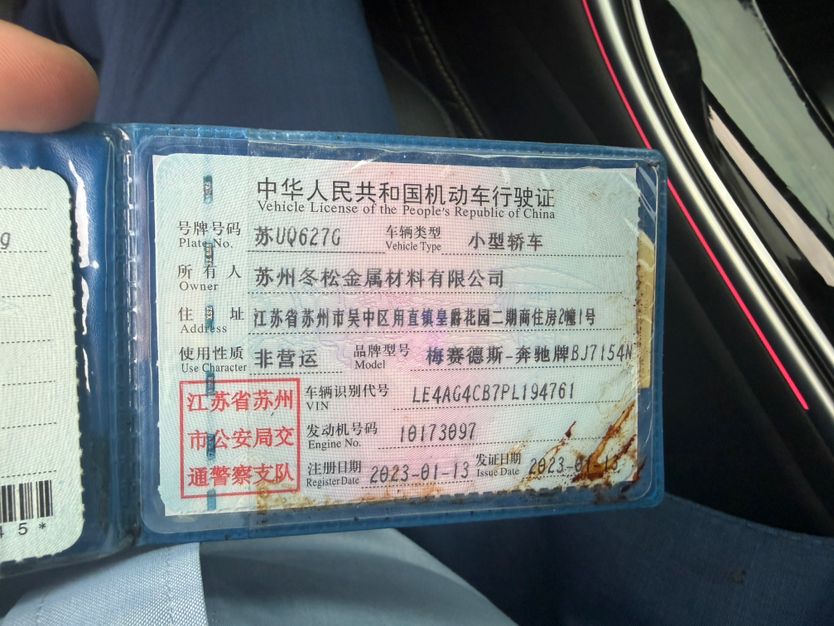 中华人民共和国机动车行驶证
Vehicle License of the People's Republic of China
号牌号码 苏UQ627G 车辆类型 小型轿车
Plate No. Vehicle Type
所有人 苏州冬松金属材料有限公司
Owner
住址 江苏省苏州市吴中区甪直镇皇爵花园二期商住房2幢1号
Address
使用性质 非营运 品牌型号 梅赛德斯-奔驰牌BJ7154N
Use Character Model
江苏省苏州
市公安局交
通警察支队
车辆识别代号 LE4AG4CB7PL194761
VIN
发动机号码 10173097
Engine No.
注册日期 2023-01-13 发证日期 2023-01-13
Register Date Issue Date
g
45*